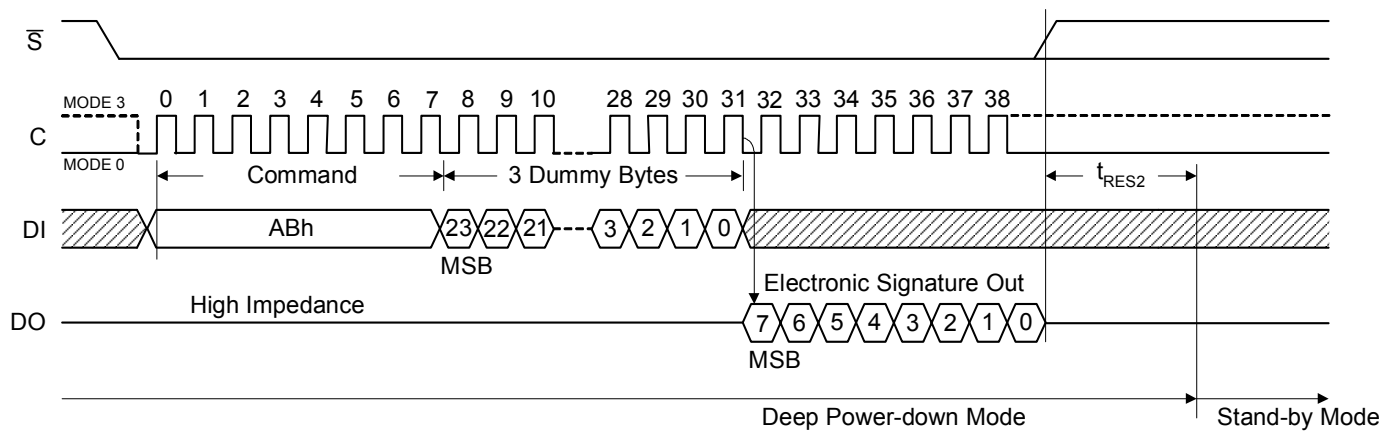 S̅
MODE 3 0 1 2 3 4 5 6 7 8 9 10 28 29 30 31 32 33 34 35 36 37 38
C
MODE 0
Command 3 Dummy Bytes tRES2
DI ABh 23 22 21 3 2 1 0
MSB
Electronic Signature Out
High Impedance
DO 7 6 5 4 3 2 1 0
MSB
Deep Power-down Mode Stand-by Mode